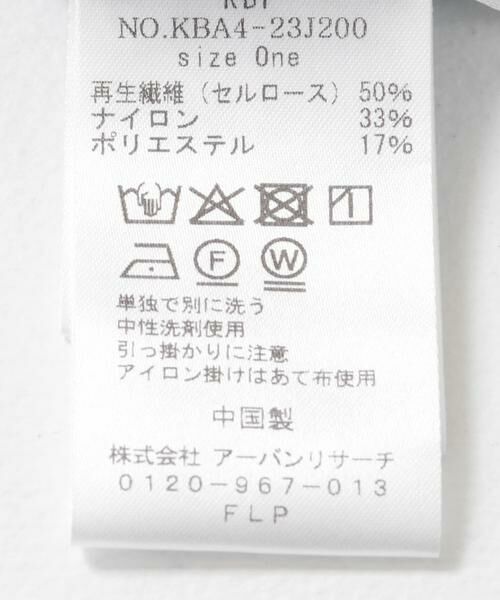 KBF
NO.KBA4-23J200
size One
再生繊維（セルロース） 50%
ナイロン 33%
ポリエステル 17%
F W
単独で別に洗う
中性洗剤使用
引っ掛かりに注意
アイロン掛けはあて布使用
中国製
株式会社 アーバンリサーチ
0120-967-013
FLP